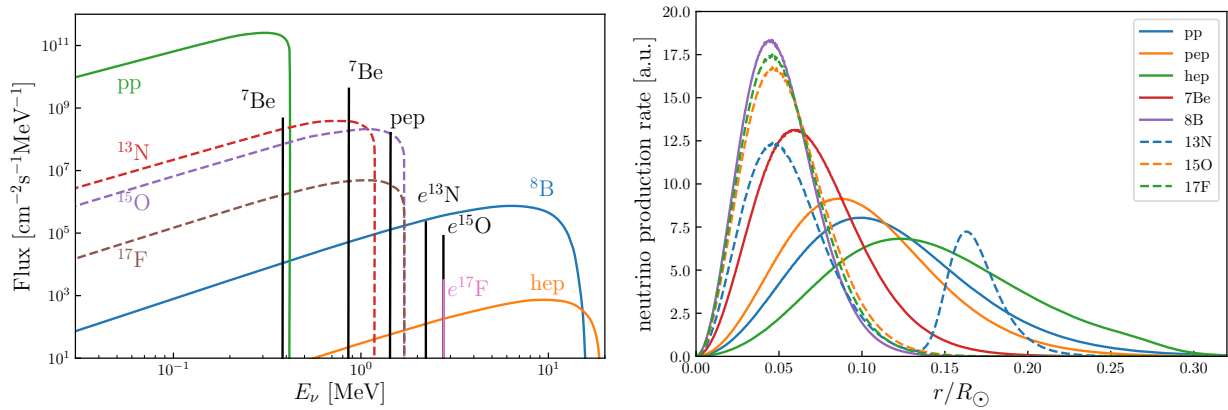 Flux [cm⁻²s⁻¹MeV⁻¹]
10¹¹
10⁹
10⁷
10⁵
10³
10¹
pp
⁷Be
⁷Be
pep
¹³N
¹⁵O
¹⁷F
e¹³N
⁸B
e¹⁵O
e¹⁷F
hep
10⁻¹
10⁰
10¹
E_ν [MeV]
neutrino production rate [a.u.]
20.0
17.5
15.0
12.5
10.0
7.5
5.0
2.5
0.0
pp
pep
hep
7Be
8B
13N
15O
17F
0.00
0.05
0.10
0.15
0.20
0.25
0.30
r/R_⊙